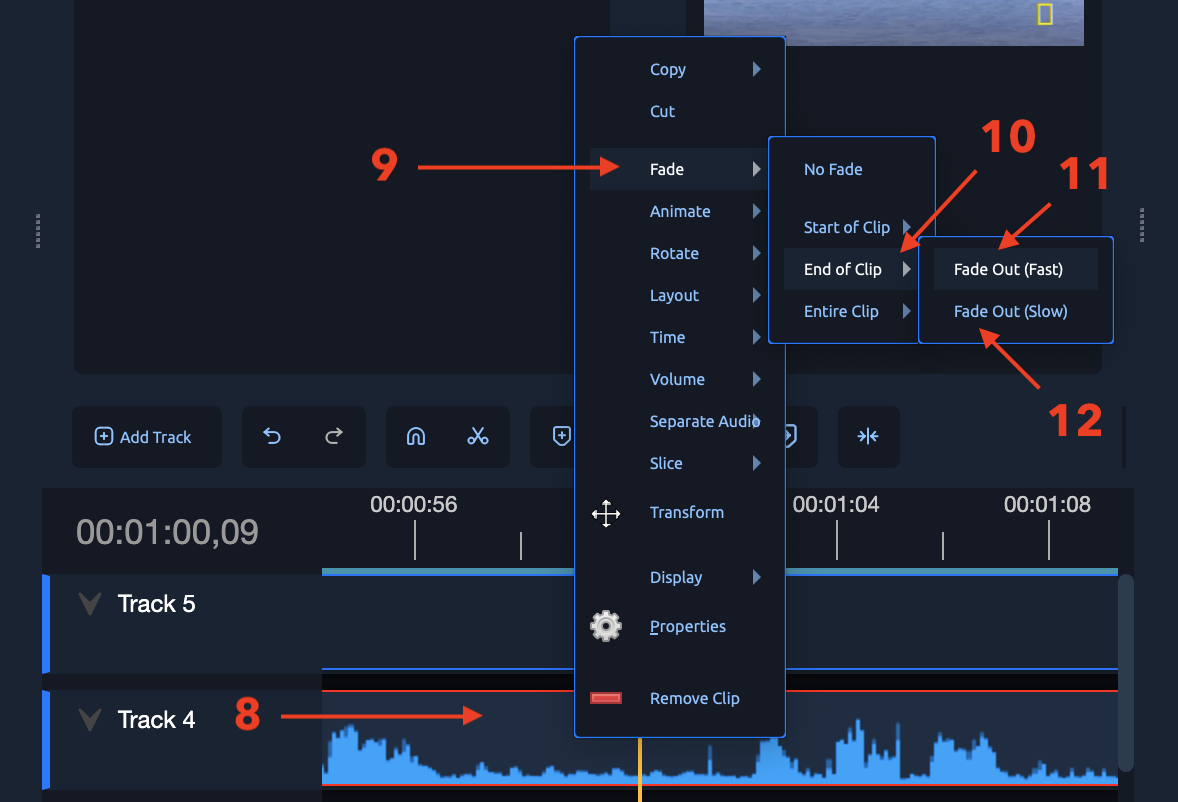 Copy
Cut
10
9
Fade
No Fade
11
Animate
Start of Clip
Rotate
End of Clip
Fade Out (Fast)
Layout
Entire Clip
Fade Out (Slow)
Time
Volume
12
Separate Audio
Add Track
Slice
00:00:56
Transform
00:01:04
00:01:08
00:01:00,09
Display
Track 5
Properties
Remove Clip
8
Track 4